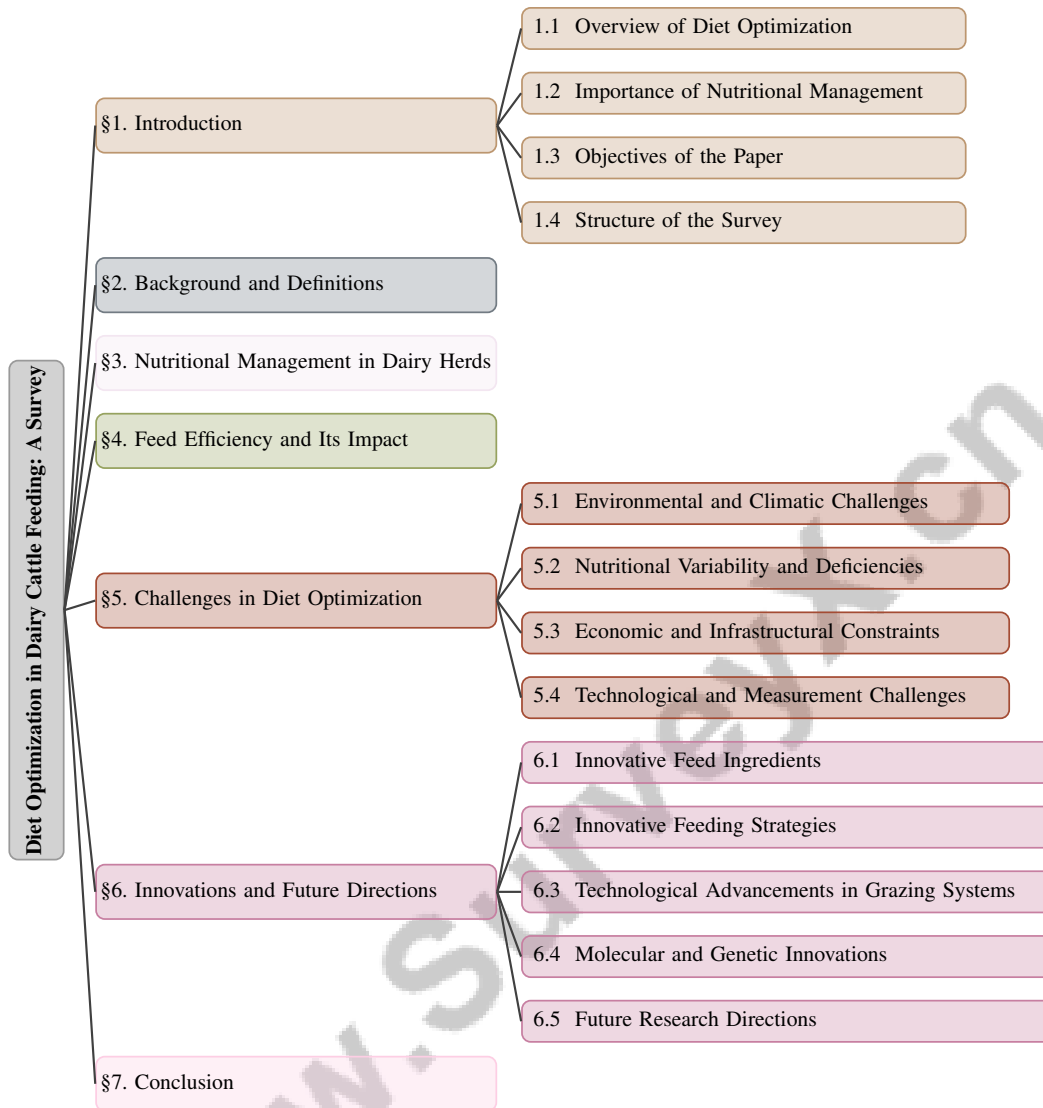 Diet Optimization in Dairy Cattle Feeding: A Survey
§1. Introduction
1.1 Overview of Diet Optimization
1.2 Importance of Nutritional Management
1.3 Objectives of the Paper
1.4 Structure of the Survey
§2. Background and Definitions
§3. Nutritional Management in Dairy Herds
§4. Feed Efficiency and Its Impact
§5. Challenges in Diet Optimization
5.1 Environmental and Climatic Challenges
5.2 Nutritional Variability and Deficiencies
5.3 Economic and Infrastructural Constraints
5.4 Technological and Measurement Challenges
§6. Innovations and Future Directions
6.1 Innovative Feed Ingredients
6.2 Innovative Feeding Strategies
6.3 Technological Advancements in Grazing Systems
6.4 Molecular and Genetic Innovations
6.5 Future Research Directions
§7. Conclusion
w.SurveyX.cn